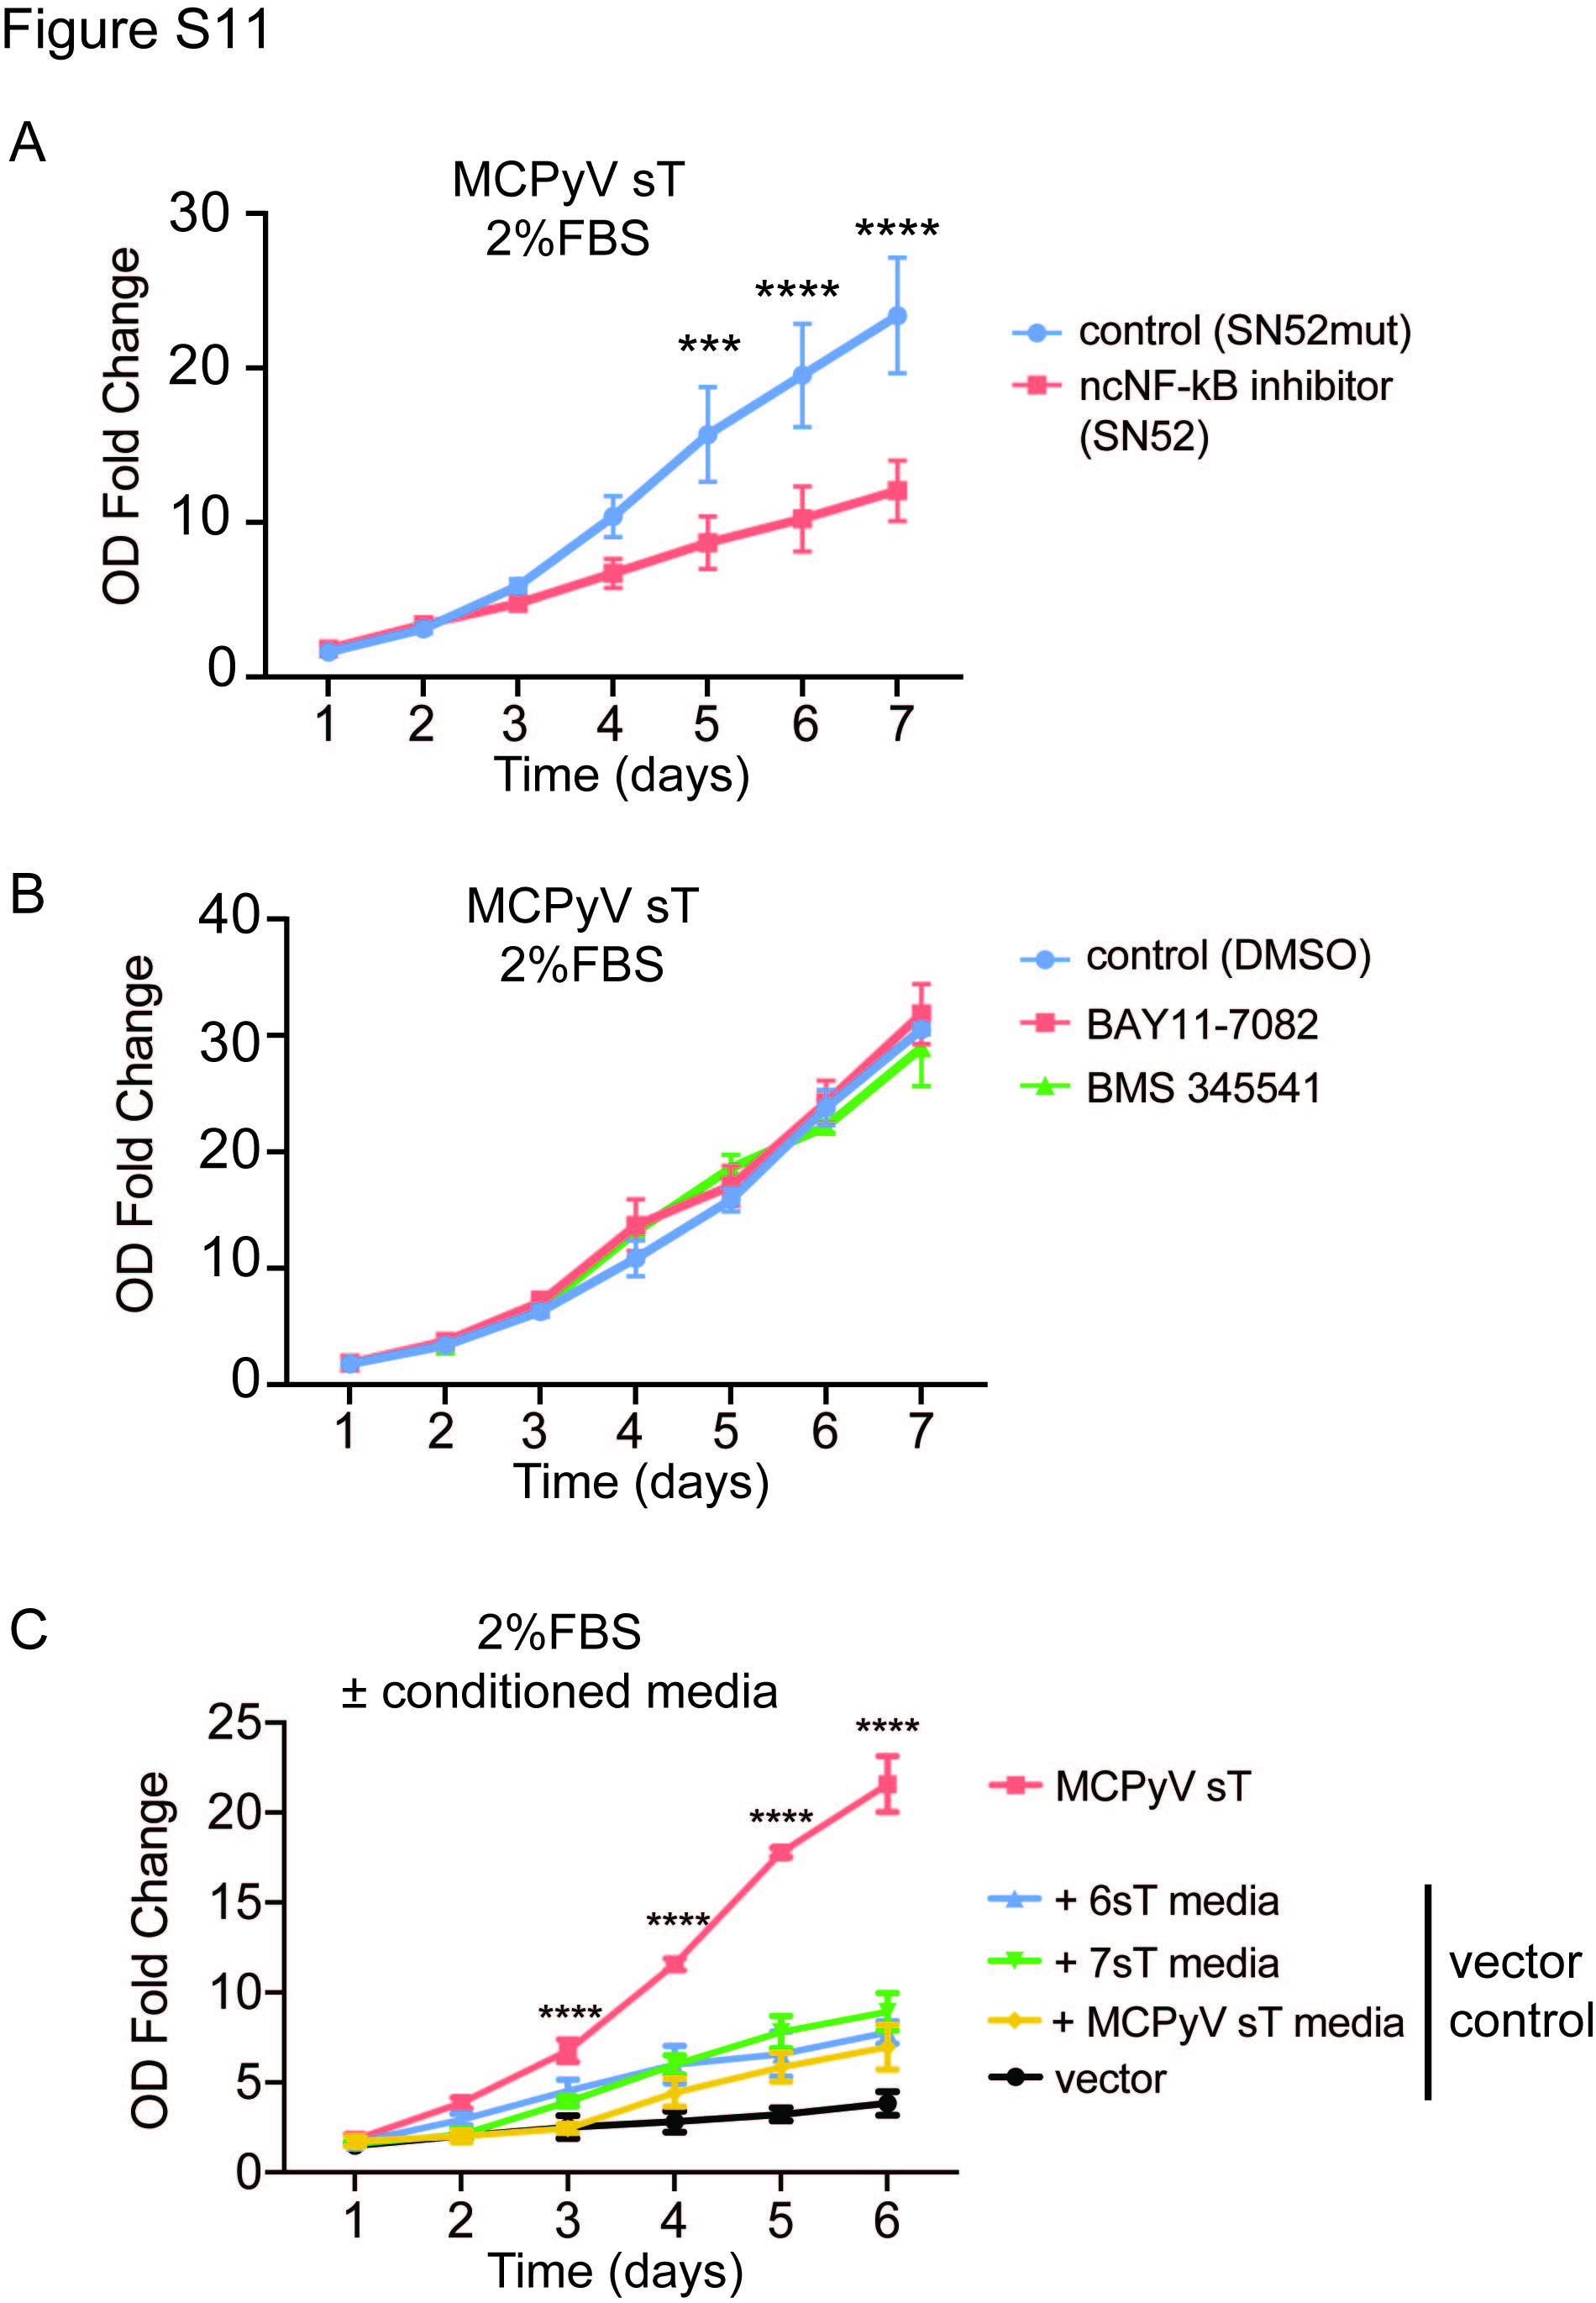 Figure S11
A
MCPyV sT
2%FBS
OD Fold Change
30
20
10
0
***
****
****
control (SN52mut)
ncNF-kB inhibitor
(SN52)
1 2 3 4 5 6 7
Time (days)
B
MCPyV sT
2%FBS
OD Fold Change
40
30
20
10
0
control (DMSO)
BAY11-7082
BMS 345541
1 2 3 4 5 6 7
Time (days)
C
2%FBS
± conditioned media
OD Fold Change
25
20
15
10
5
0
****
****
****
****
MCPyV sT
+ 6sT media
+ 7sT media
+ MCPyV sT media
vector
vector
control
1 2 3 4 5 6
Time (days)